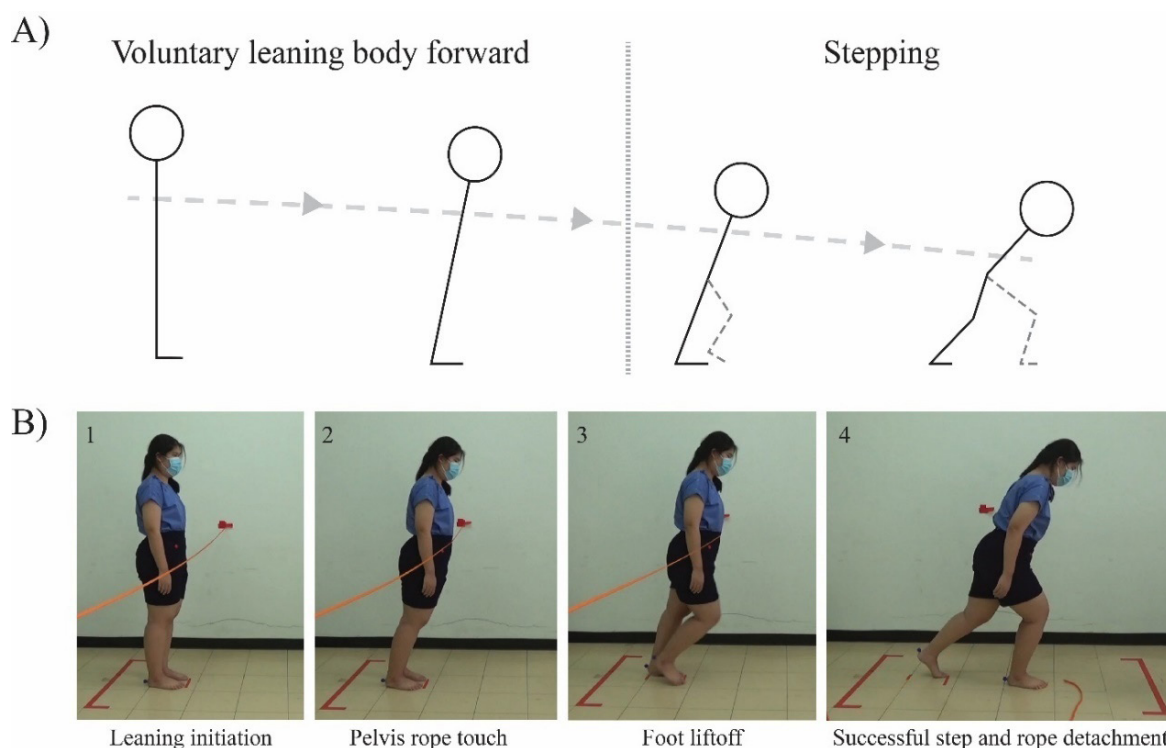 A)
Voluntary leaning body forward
Stepping
B)
1
2
3
4
Leaning initiation
Pelvis rope touch
Foot liftoff
Successful step and rope detachment